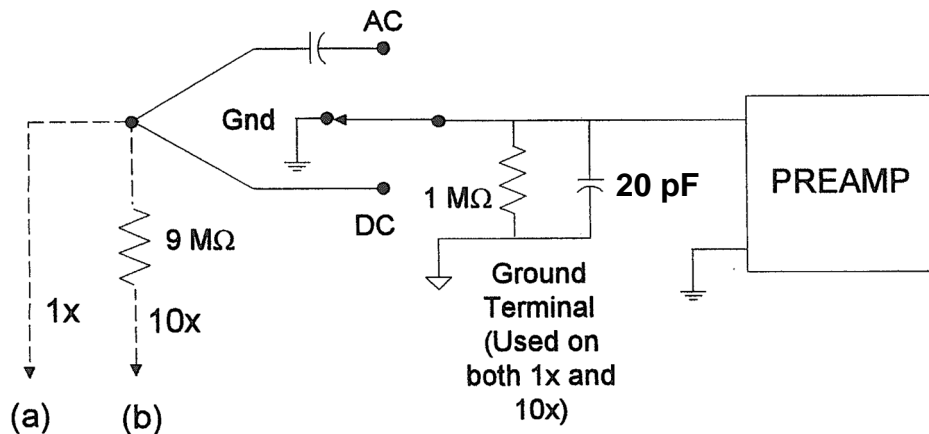 AC
Gnd
DC
1 MΩ
20 pF
PREAMP
9 MΩ
1x
10x
Ground
Terminal
(Used on
both 1x and
10x)
(a)
(b)